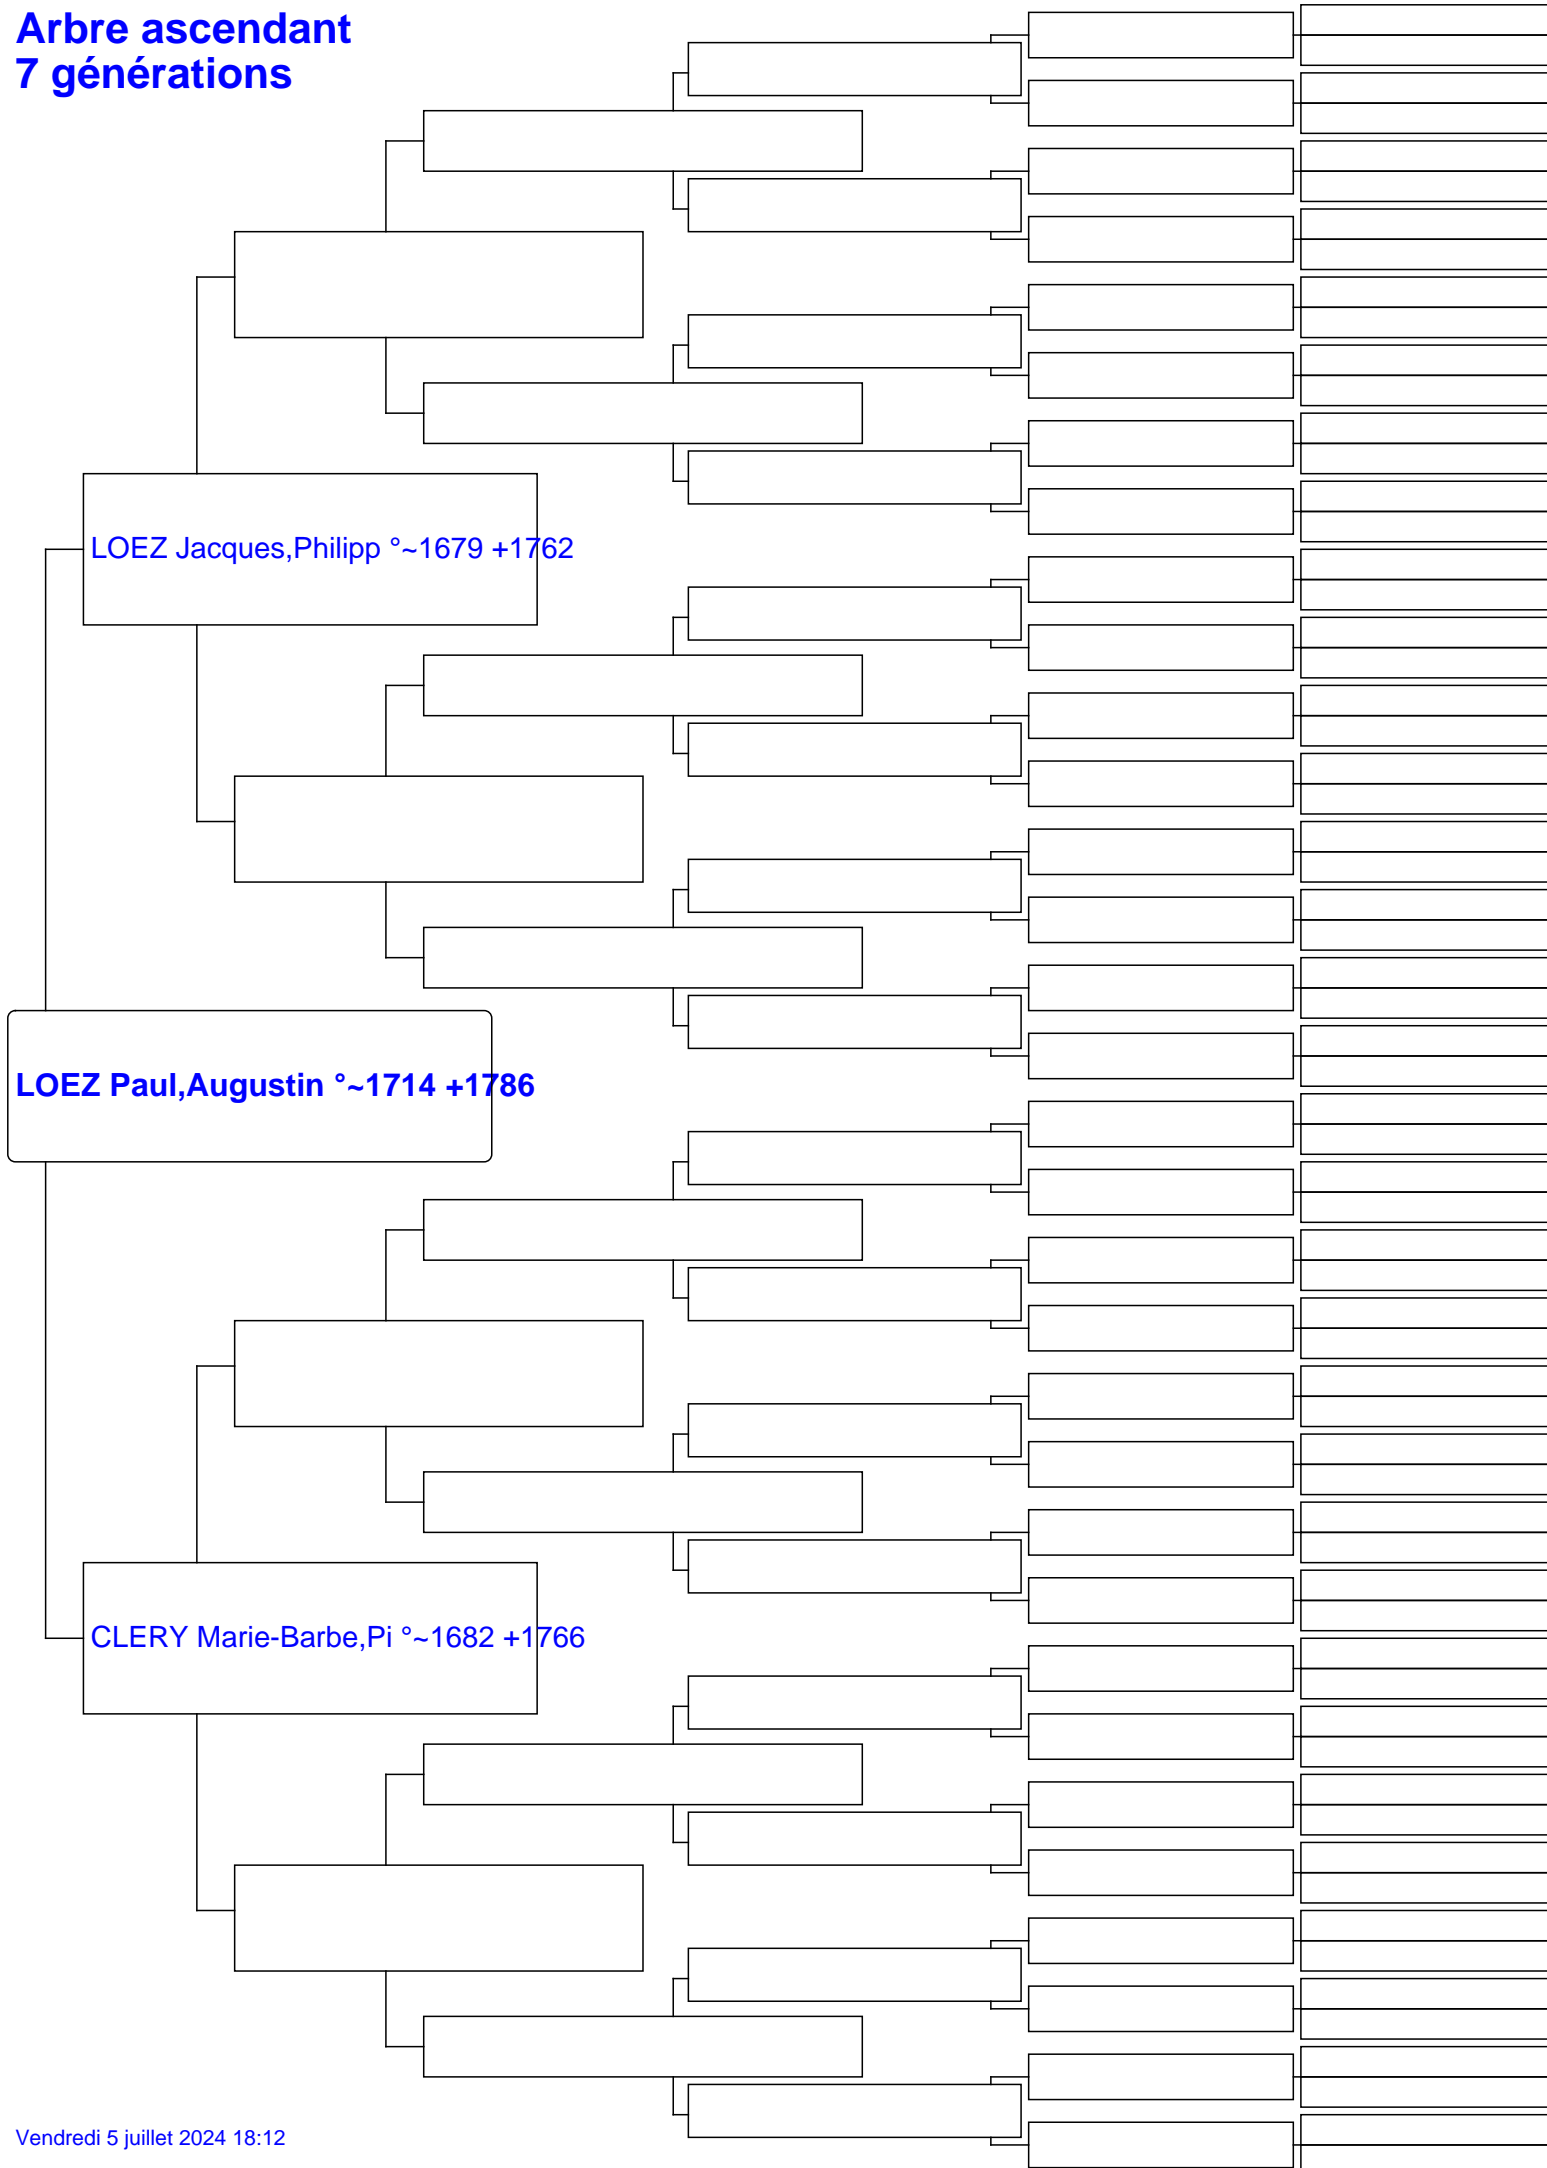 Arbre ascendant
7 générations
LOEZ Jacques,Philipp °~1679 +1762
LOEZ Paul,Augustin °~1714 +1786
CLERY Marie-Barbe,Pi °~1682 +1766
Vendredi 5 juillet 2024 18:12